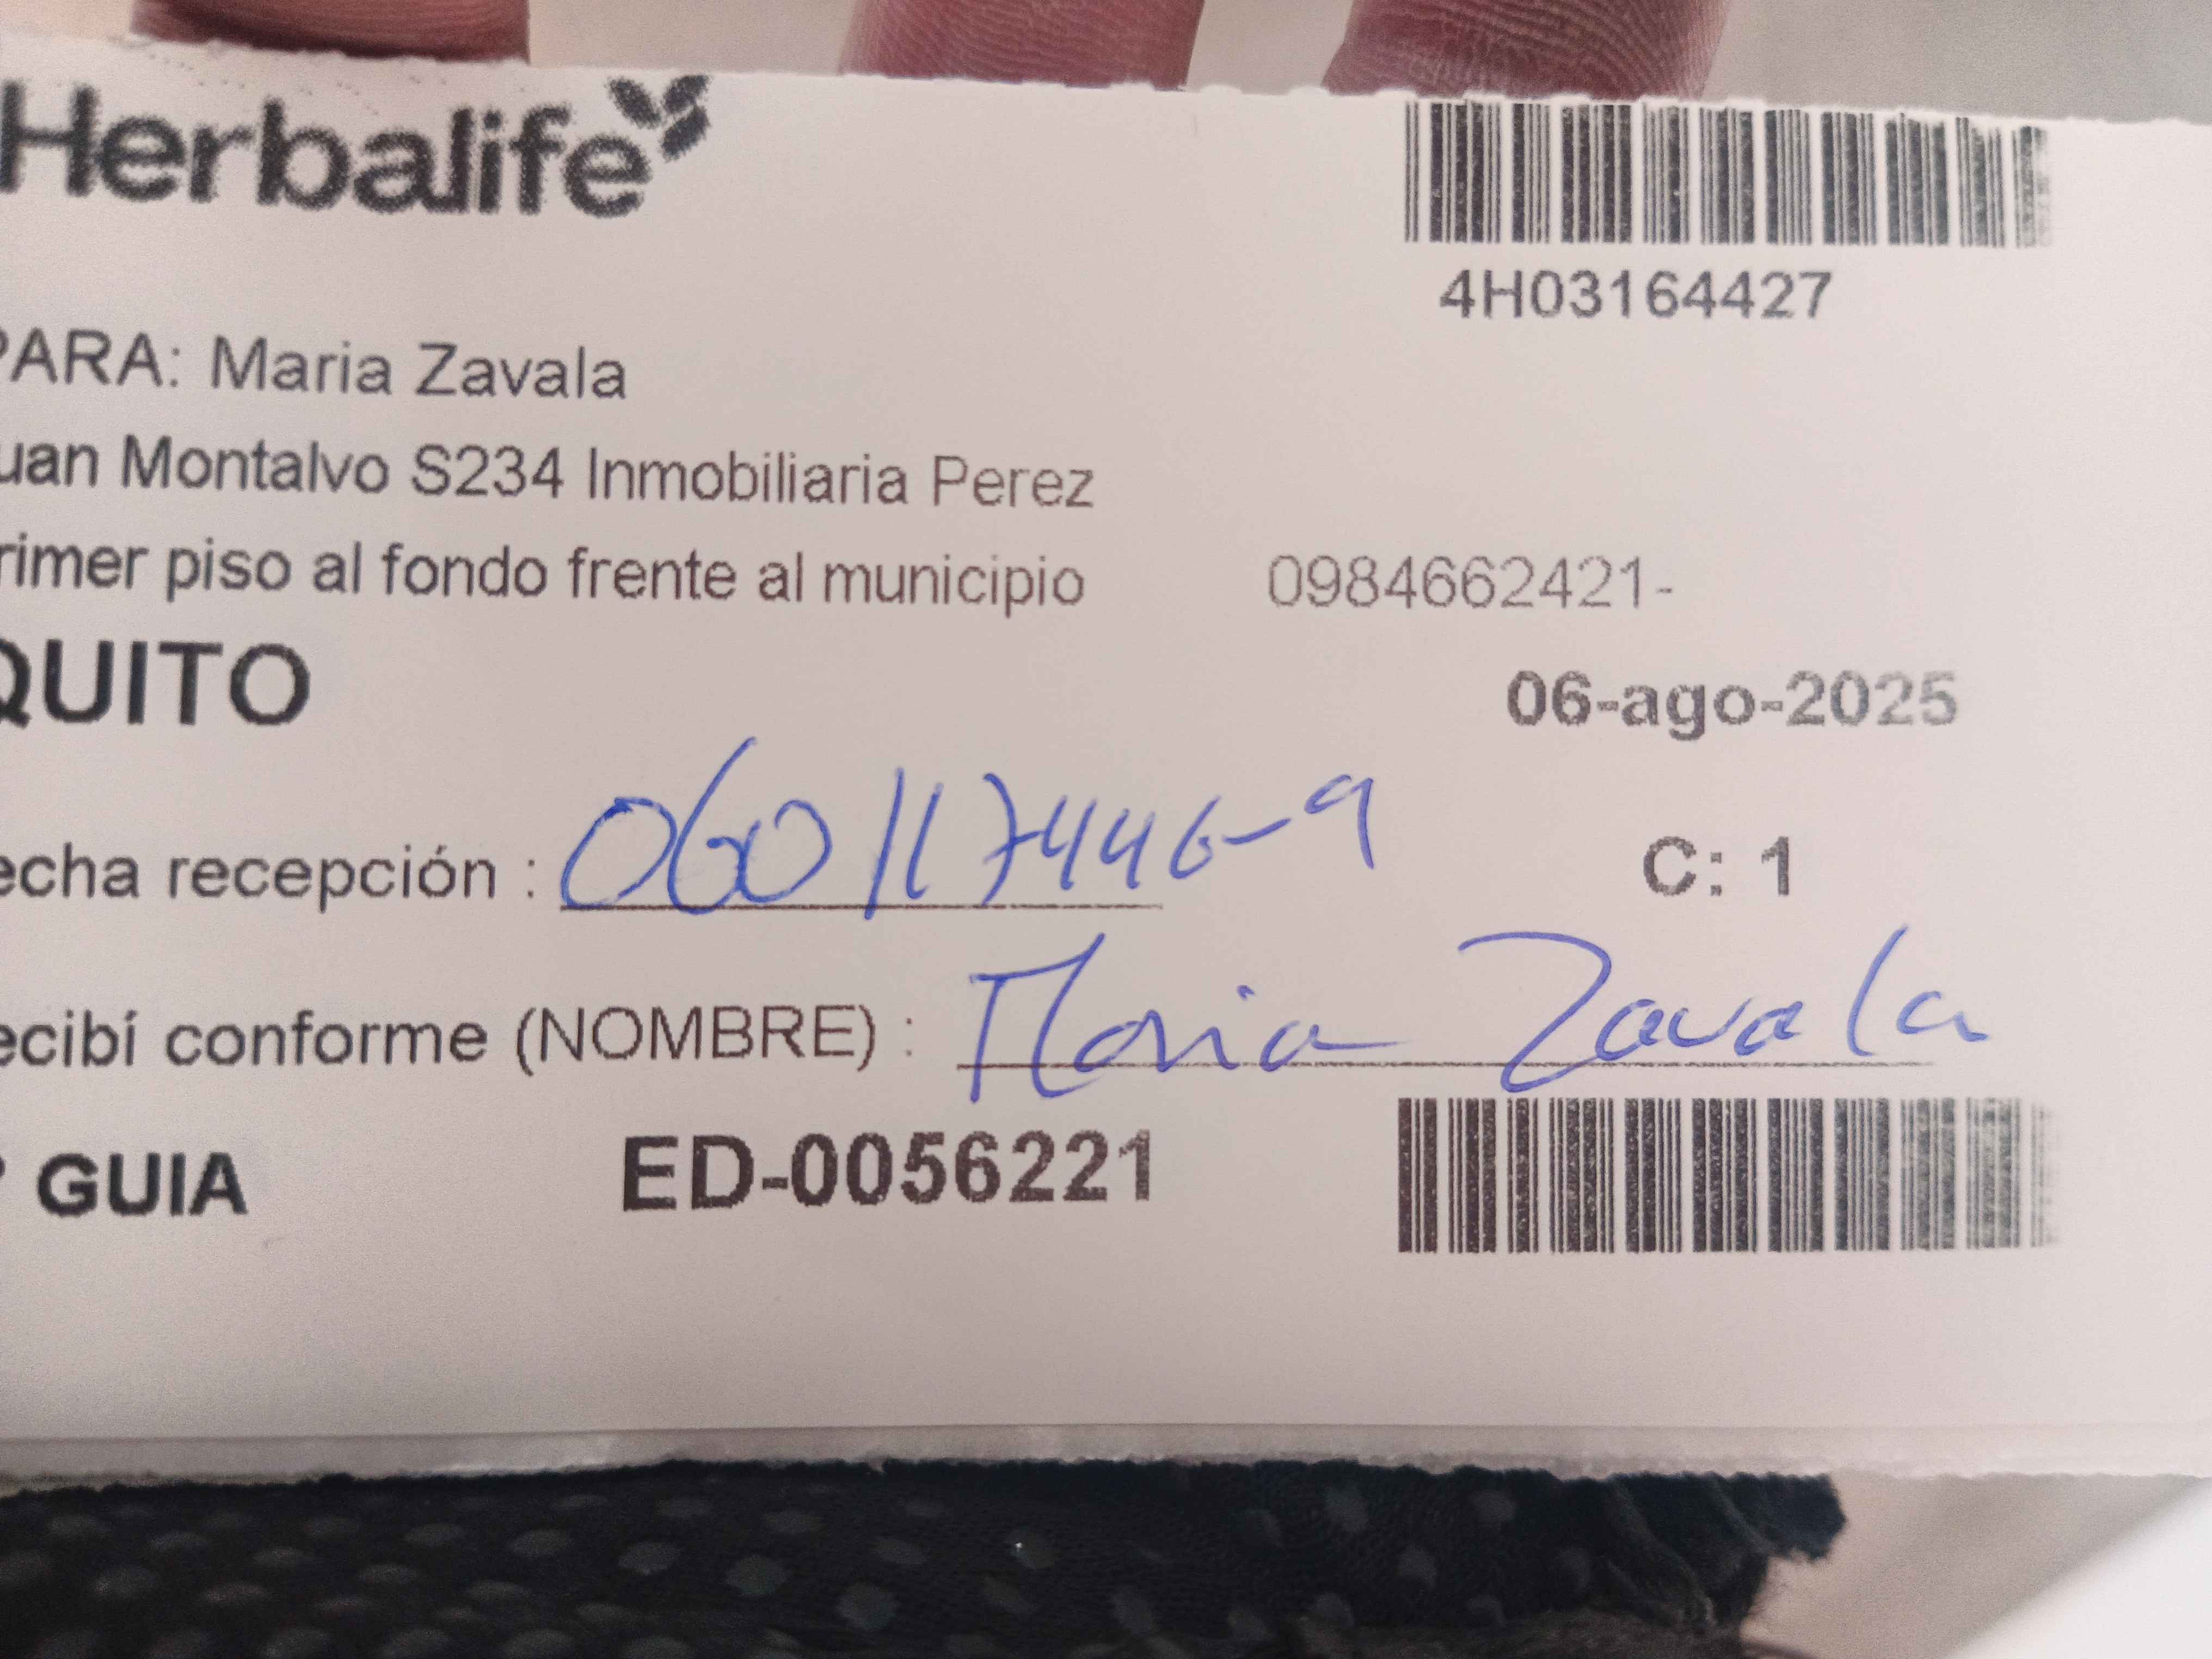 Herbalife
4H03164427
PARA: Maria Zavala
uan Montalvo S234 Inmobiliaria Perez
rimer piso al fondo frente al municipio 0984662421-
QUITO
06-ago-2025
echa recepción : 060117446-9
C: 1
ecibí conforme (NOMBRE) : Maria Zavala
GUIA ED-0056221